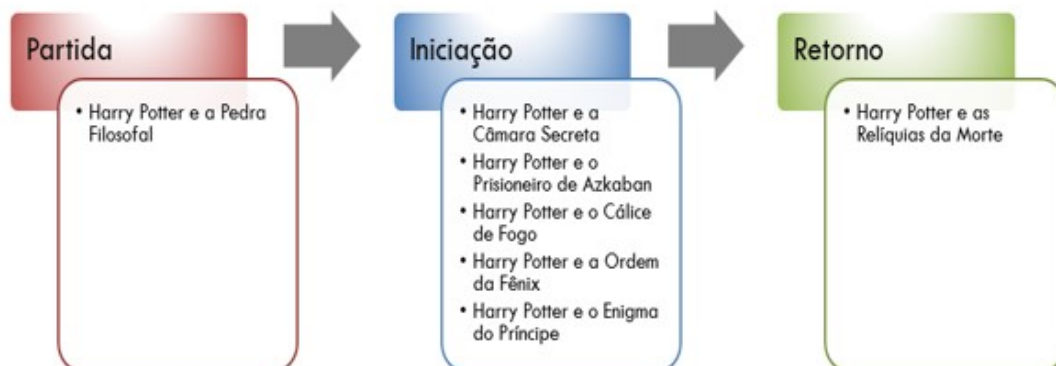 Partida
• Harry Potter e a Pedra
Filosofal
Iniciação
• Harry Potter e a
Câmara Secreta
• Harry Potter e o
Prisioneiro de Azkaban
• Harry Potter e o Cálice
de Fogo
• Harry Potter e a Ordem
da Fênix
• Harry Potter e o Enigma
do Príncipe
Retorno
• Harry Potter e as
Relíquias da Morte